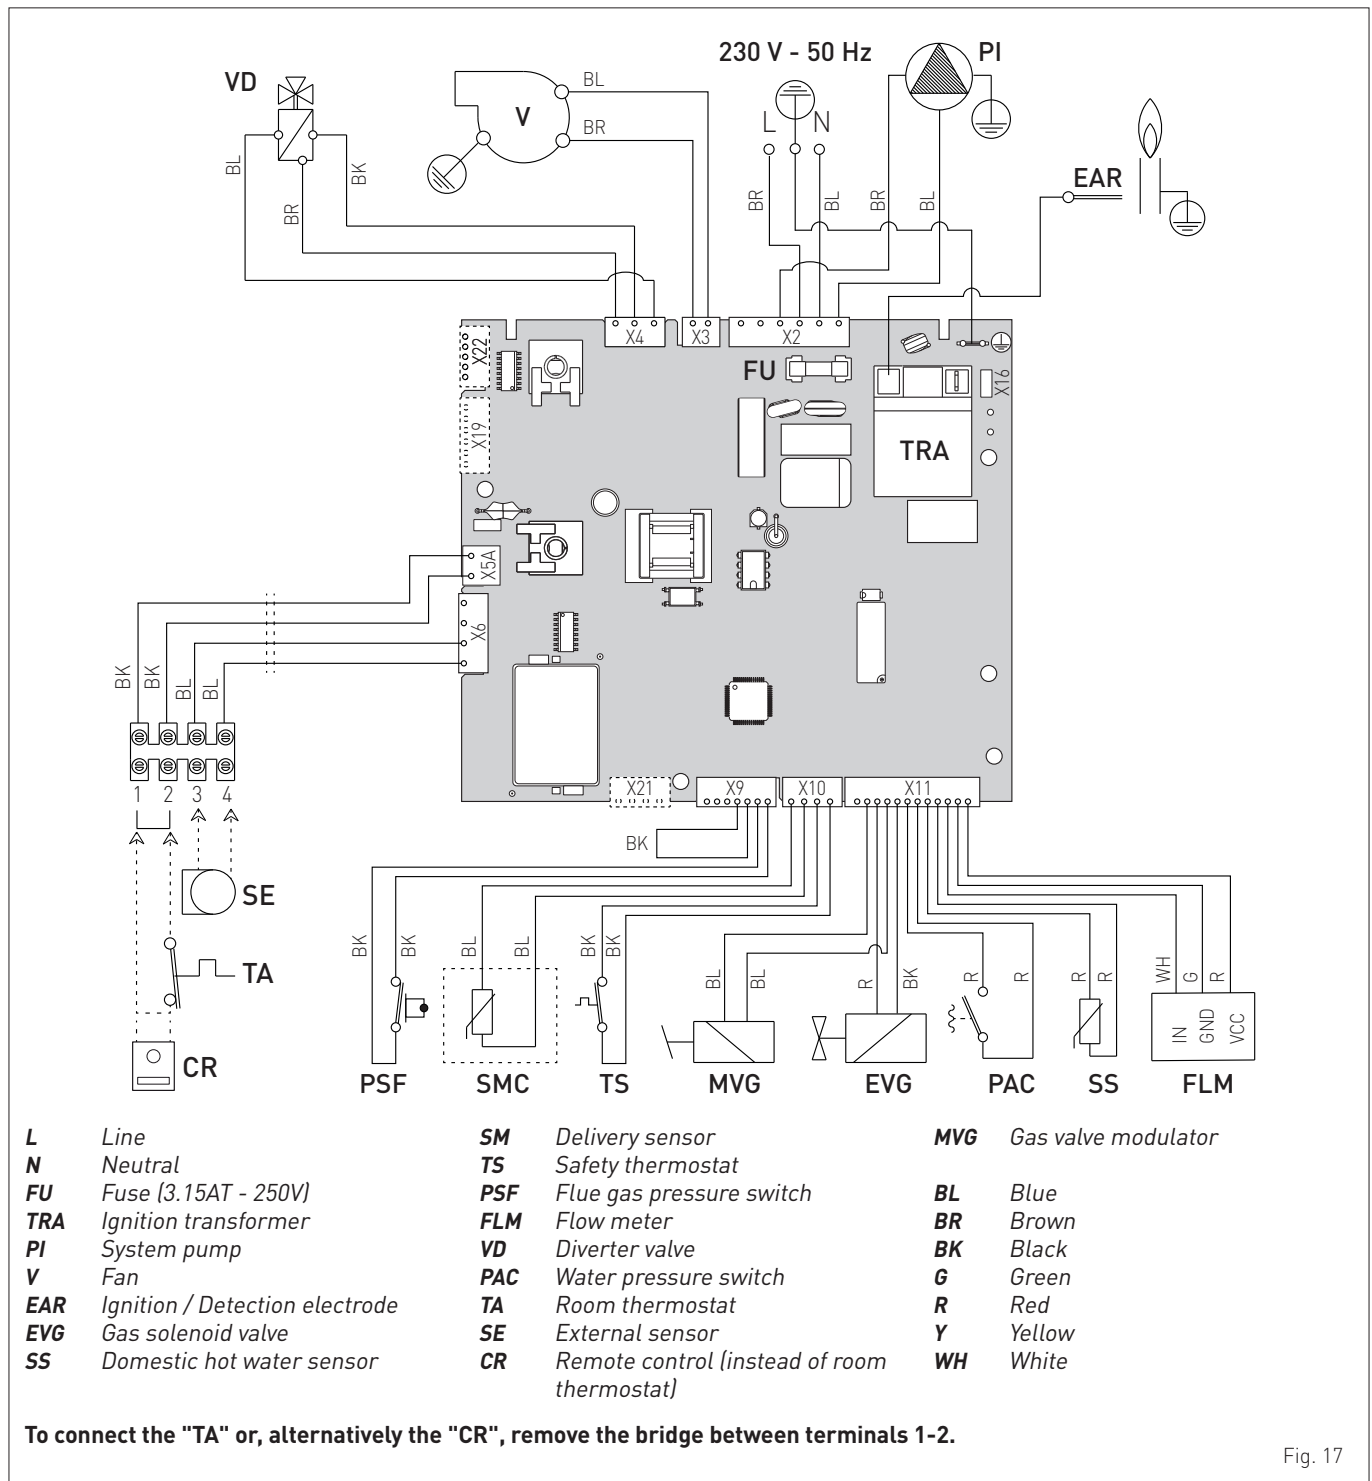 230 V - 50 Hz
PI
VD
V
BL
BR
L
N
EAR
BL
BR
BK
BR
BL
BR
BL
X4
X3
X2
X22
FU
X16
X19
TRA
X5A
X6
BK
BK
BL
BL
1 2 3 4
X21
X9
X10
X11
BK
SE
TA
CR
BK
BK
BL
BL
BK
BK
BL
BL
R
BK
R
R
R
R
WH
G
R
IN
GND
VCC
PSF
SMC
TS
MVG
EVG
PAC
SS
FLM
L Line
N Neutral
FU Fuse (3.15AT - 250V)
TRA Ignition transformer
PI System pump
V Fan
EAR Ignition / Detection electrode
EVG Gas solenoid valve
SS Domestic hot water sensor
SM Delivery sensor
TS Safety thermostat
PSF Flue gas pressure switch
FLM Flow meter
VD Diverter valve
PAC Water pressure switch
TA Room thermostat
SE External sensor
CR Remote control (instead of room
thermostat)
MVG Gas valve modulator
BL Blue
BR Brown
BK Black
G Green
R Red
Y Yellow
WH White
To connect the "TA" or, alternatively the "CR", remove the bridge between terminals 1-2.
Fig. 17